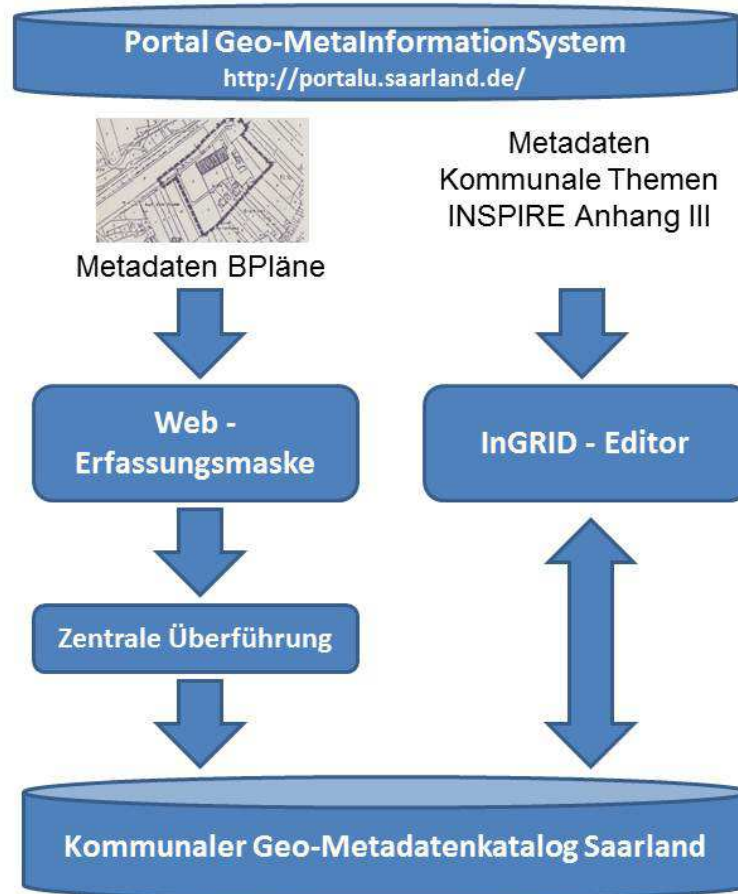 Portal Geo-MetaInformationSystem
http://portalu.saarland.de/
Metadaten BPläne
Metadaten
Kommunale Themen
INSPIRE Anhang III
Web -
Erfassungsmaske
InGRID - Editor
Zentrale Überführung
Kommunaler Geo-Metadatenkatalog Saarland